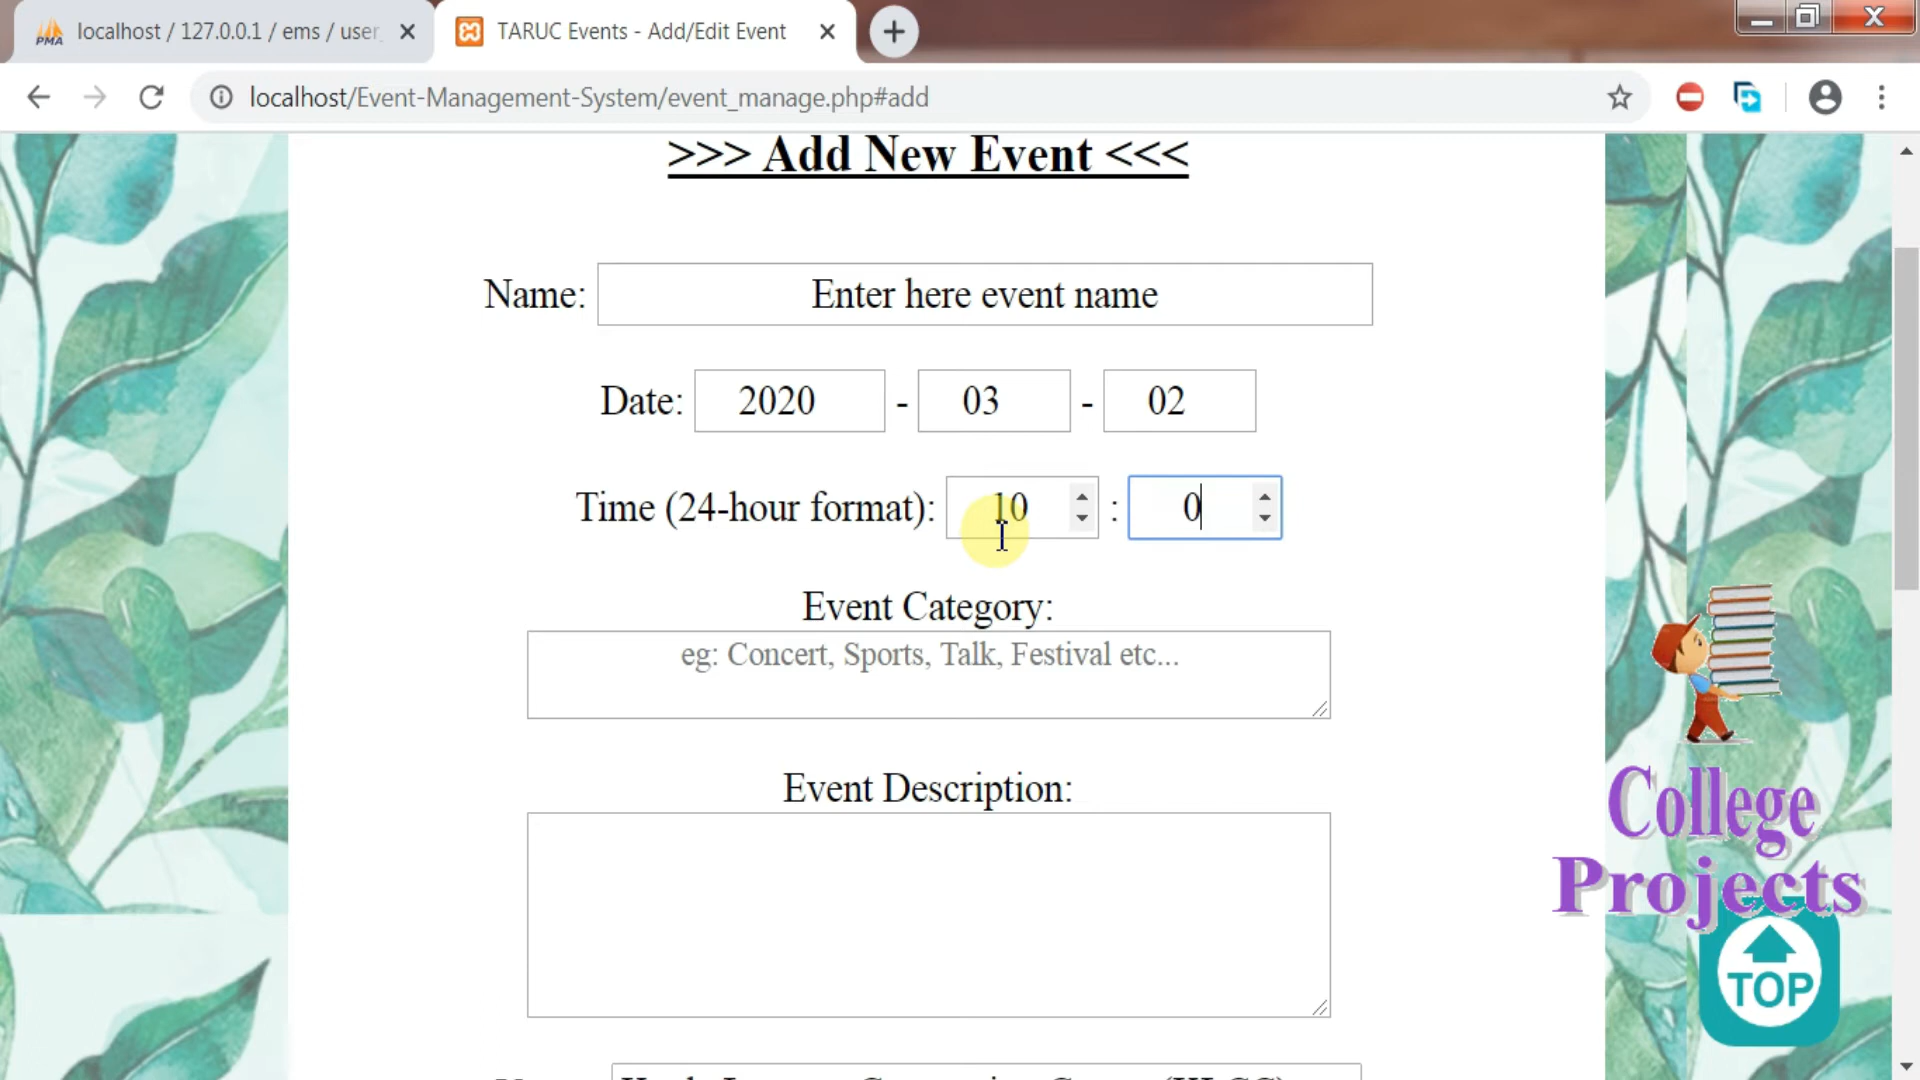 localhost / 127.0.0.1 / ems / user_
TARUC Events - Add/Edit Event
localhost/Event-Management-System/event_manage.php#add
>>> Add New Event <<<
Name: Enter here event name
Date: 2020 - 03 - 02
Time (24-hour format): 10 : 0
Event Category:
eg: Concert, Sports, Talk, Festival etc...
Event Description:
College
Projects
TOP
PMA